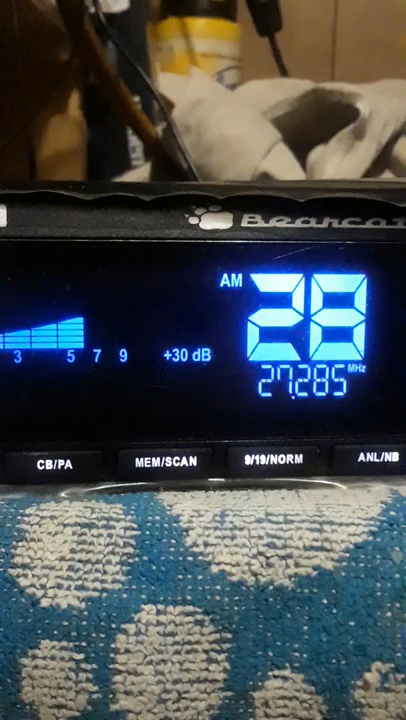 Bearcat
AM 28
3 5 7 9 +30 dB
27.285 MHz
CB/PA MEM/SCAN 9/19/NORM ANL/NB